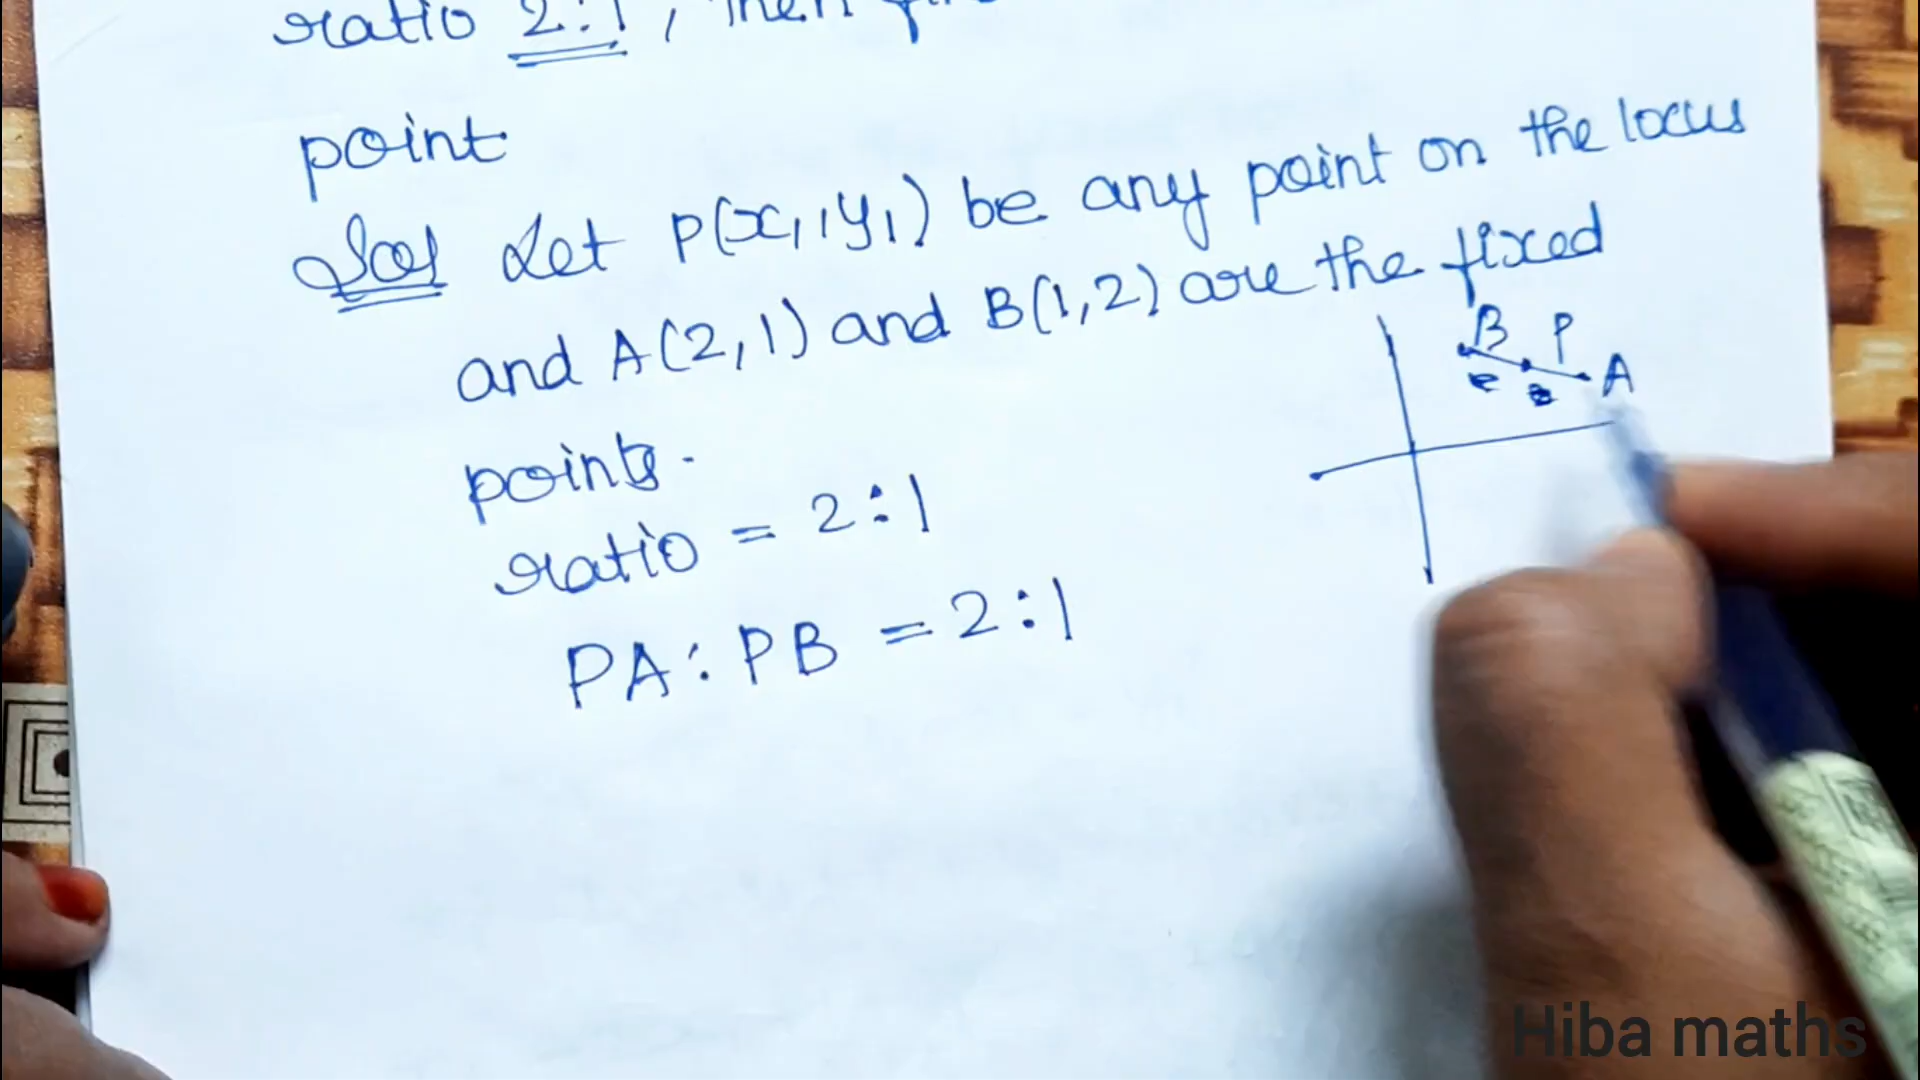 ratio 2:1, then
point
Sol Let P(x₁,y₁) be any point on the locus
and A(2,1) and B(1,2) are the fixed
points.
B P A
ratio = 2:1
PA : PB = 2:1
Hiba maths